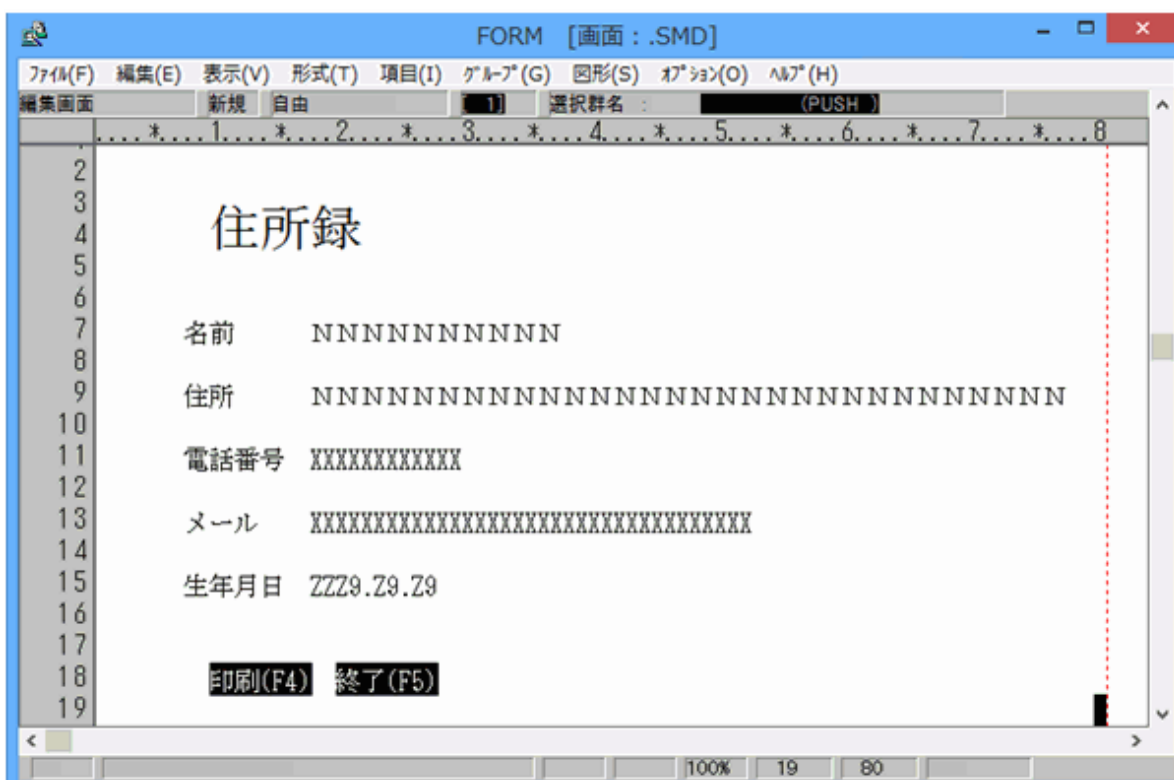 FORM [画面：.SMD]
ﾌｧｲﾙ(F) 編集(E) 表示(V) 形式(T) 項目(I) ｸﾞﾙｰﾌﾟ(G) 図形(S) ｵﾌﾟｼｮﾝ(O) ﾍﾙﾌﾟ(H)
編集画面 新規 自由 [ 1] 選択群名 : (PUSH )
....*....1....*....2....*....3....*....4....*....5....*....6....*....7....*....8
2
3
住所録
4
5
6
7 名前 ＮＮＮＮＮＮＮＮＮＮ
8
9 住所 ＮＮＮＮＮＮＮＮＮＮＮＮＮＮＮＮＮＮＮＮＮＮＮＮＮＮＮＮＮＮ
10
11 電話番号 XXXXXXXXXXXX
12
13 メール XXXXXXXXXXXXXXXXXXXXXXXXXXXXXXXXXXX
14
15 生年月日 ZZZ9.Z9.Z9
16
17
18 印刷(F4) 終了(F5)
19
100% 19 80